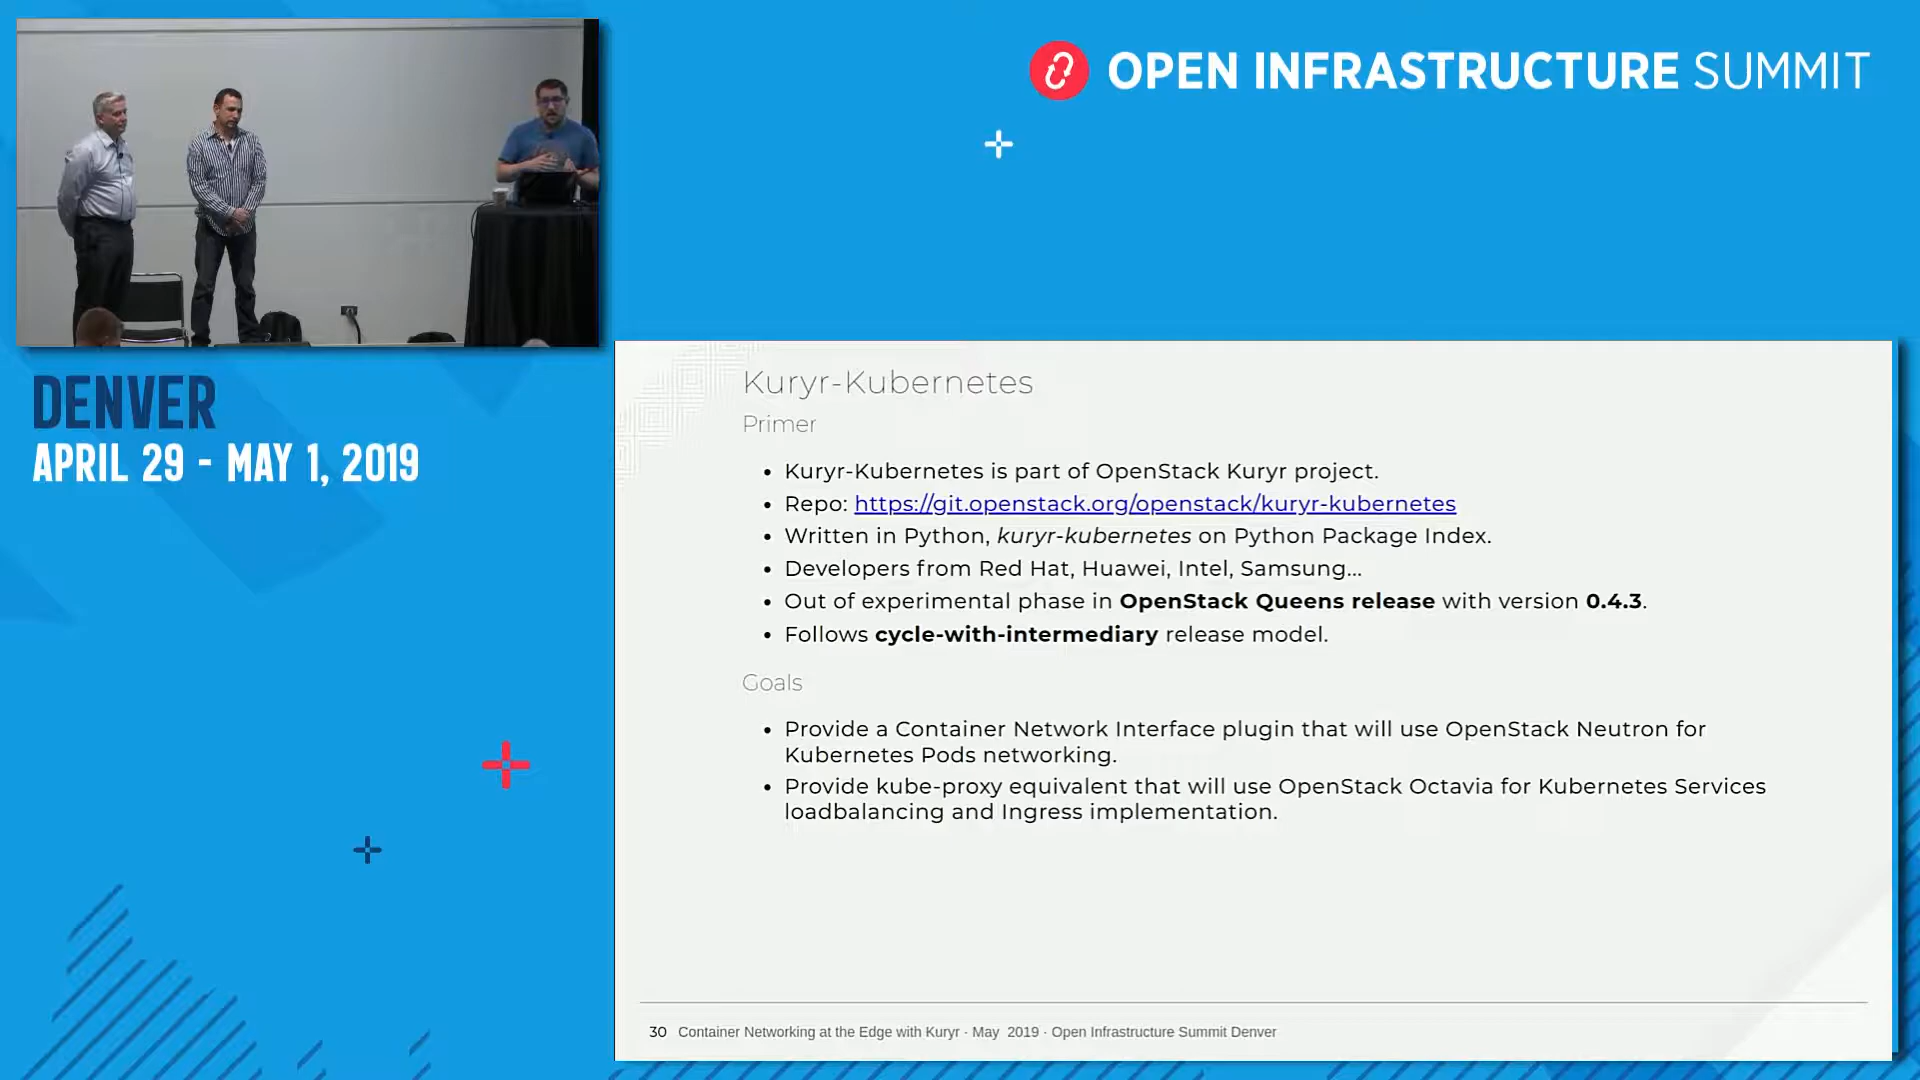 OPEN INFRASTRUCTURE SUMMIT
DENVER
APRIL 29 - MAY 1, 2019
Kuryr-Kubernetes
Primer
• Kuryr-Kubernetes is part of OpenStack Kuryr project.
• Repo: https://git.openstack.org/openstack/kuryr-kubernetes
• Written in Python, kuryr-kubernetes on Python Package Index.
• Developers from Red Hat, Huawei, Intel, Samsung...
• Out of experimental phase in OpenStack Queens release with version 0.4.3.
• Follows cycle-with-intermediary release model.
Goals
• Provide a Container Network Interface plugin that will use OpenStack Neutron for
Kubernetes Pods networking.
• Provide kube-proxy equivalent that will use OpenStack Octavia for Kubernetes Services
loadbalancing and Ingress implementation.
30 Container Networking at the Edge with Kuryr · May 2019 · Open Infrastructure Summit Denver